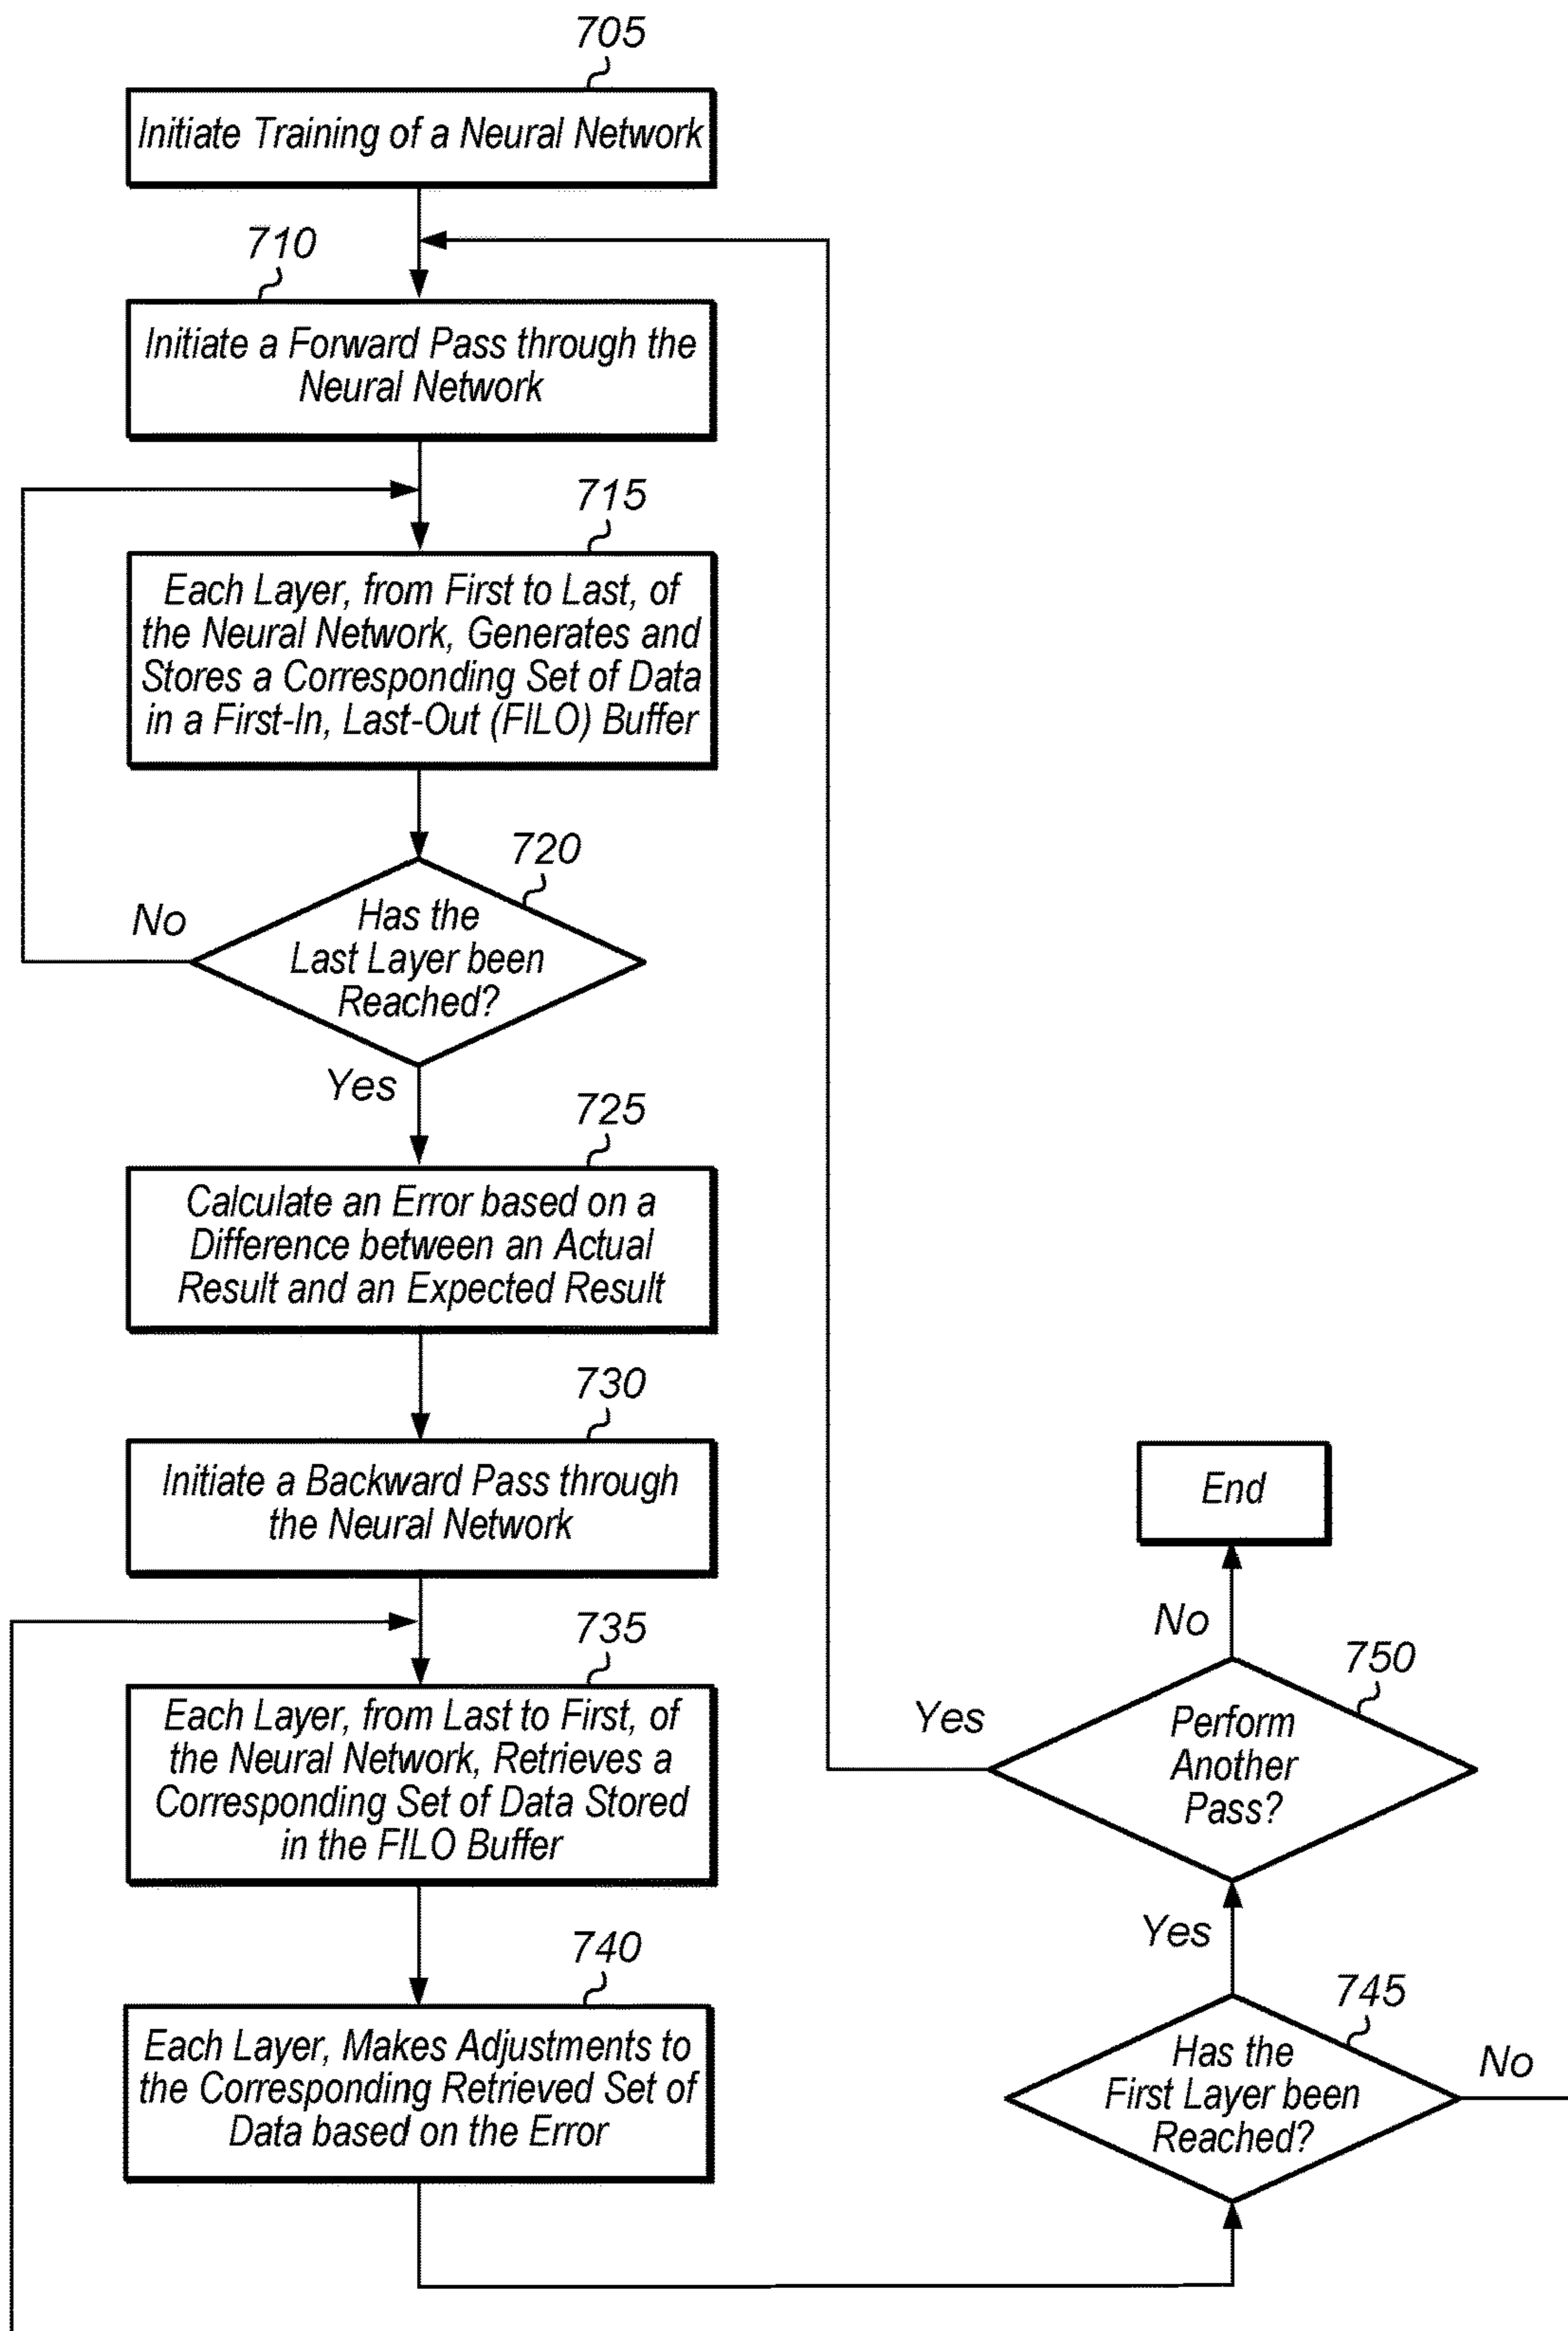 705
Initiate Training of a Neural Network
710
Initiate a Forward Pass through the
Neural Network
715
Each Layer, from First to Last, of
the Neural Network, Generates and
Stores a Corresponding Set of Data
in a First-In, Last-Out (FILO) Buffer
720
No
Has the
Last Layer been
Reached?
Yes
725
Calculate an Error based on a
Difference between an Actual
Result and an Expected Result
730
Initiate a Backward Pass through
the Neural Network
735
Each Layer, from Last to First, of
the Neural Network, Retrieves a
Corresponding Set of Data Stored
in the FILO Buffer
740
Each Layer, Makes Adjustments to
the Corresponding Retrieved Set of
Data based on the Error
745
Has the
First Layer been
Reached?
No
Yes
750
Perform
Another
Pass?
Yes
No
End